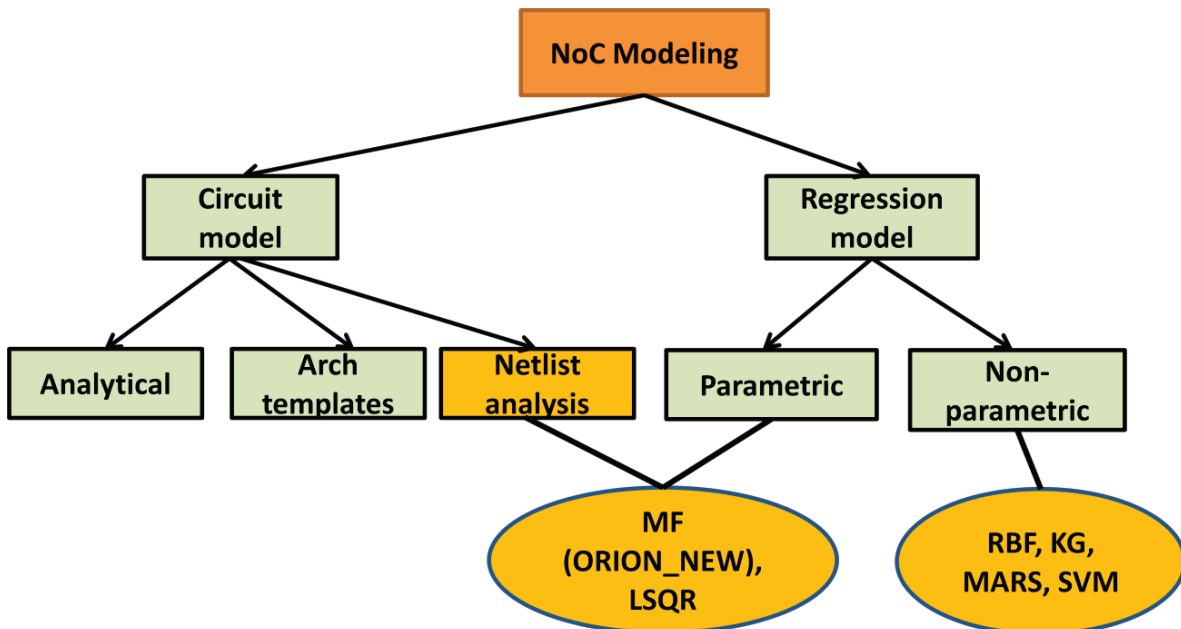 NoC Modeling
Circuit
model
Regression
model
Analytical
Arch
templates
Netlist
analysis
Parametric
Non-
parametric
MF
(ORION_NEW),
LSQR
RBF, KG,
MARS, SVM